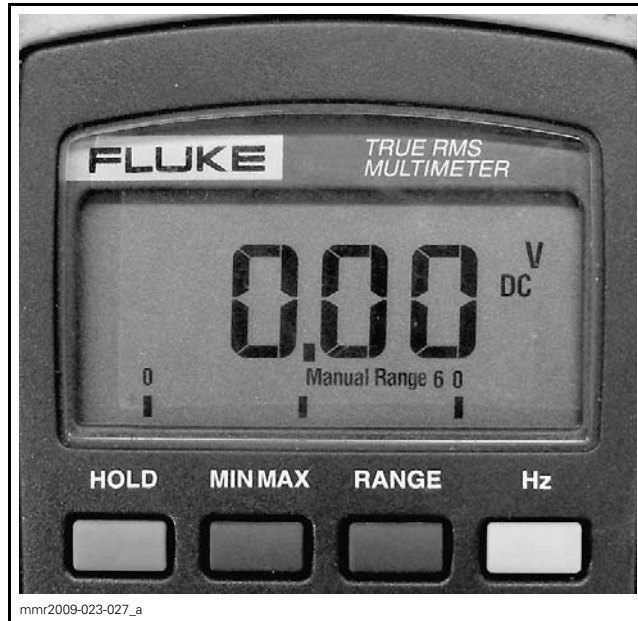 FLUKE
TRUE RMS
MULTIMETER
0.00
V
DC
0
Manual Range 6 0
HOLD MIN MAX RANGE Hz
mmr2009-023-027_a